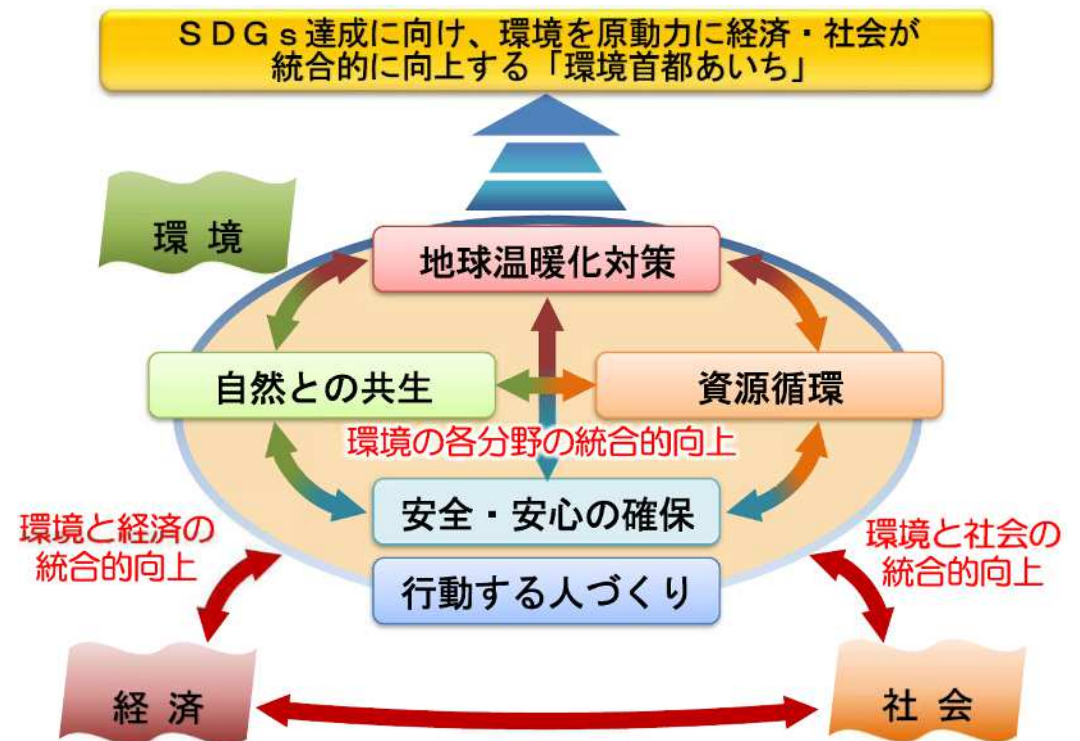 ＳＤＧｓ達成に向け、環境を原動力に経済・社会が
統合的に向上する「環境首都あいち」
環 境
地球温暖化対策
自然との共生
資源循環
環境の各分野の統合的向上
安全・安心の確保
環境と経済の
統合的向上
環境と社会の
統合的向上
行動する人づくり
経 済
社 会